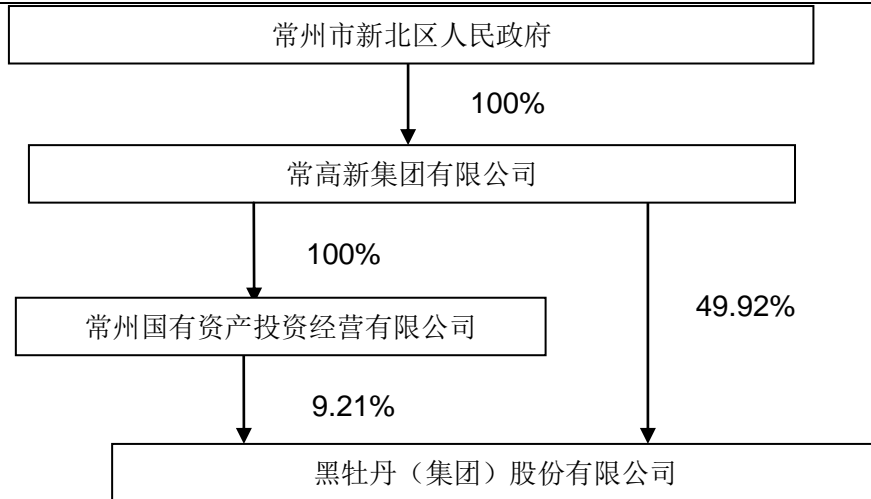 常州市新北区人民政府
100%
常高新集团有限公司
100%
49.92%
常州国有资产投资经营有限公司
9.21%
黑牡丹（集团）股份有限公司